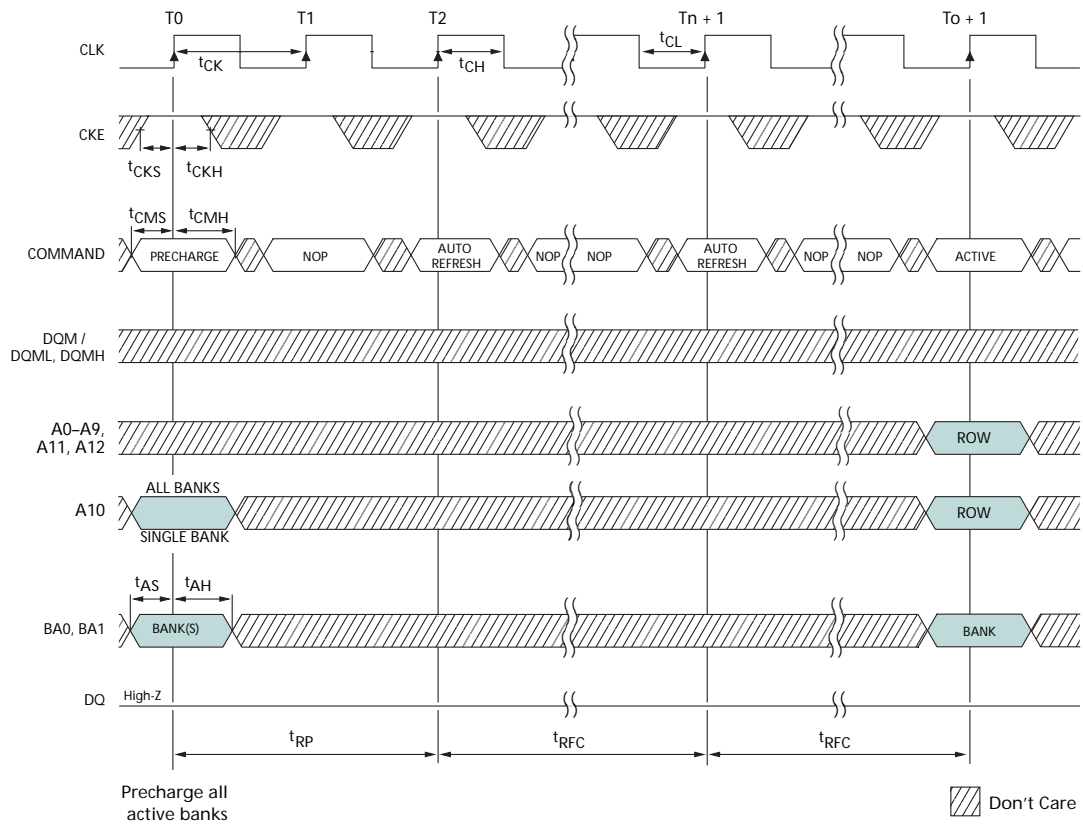 T0 T1 T2 Tn + 1 To + 1
CLK
tCK tCH tCL
CKE
tCKS tCKH
tCMS tCMH
COMMAND PRECHARGE NOP AUTO REFRESH NOP NOP AUTO REFRESH NOP NOP ACTIVE
DQM /
DQML, DQMH
A0–A9,
A11, A12 ROW
ALL BANKS
A10 ROW
SINGLE BANK
tAS tAH
BA0, BA1 BANK(S) BANK
DQ High-Z
tRP tRFC tRFC
Precharge all
active banks
Don't Care